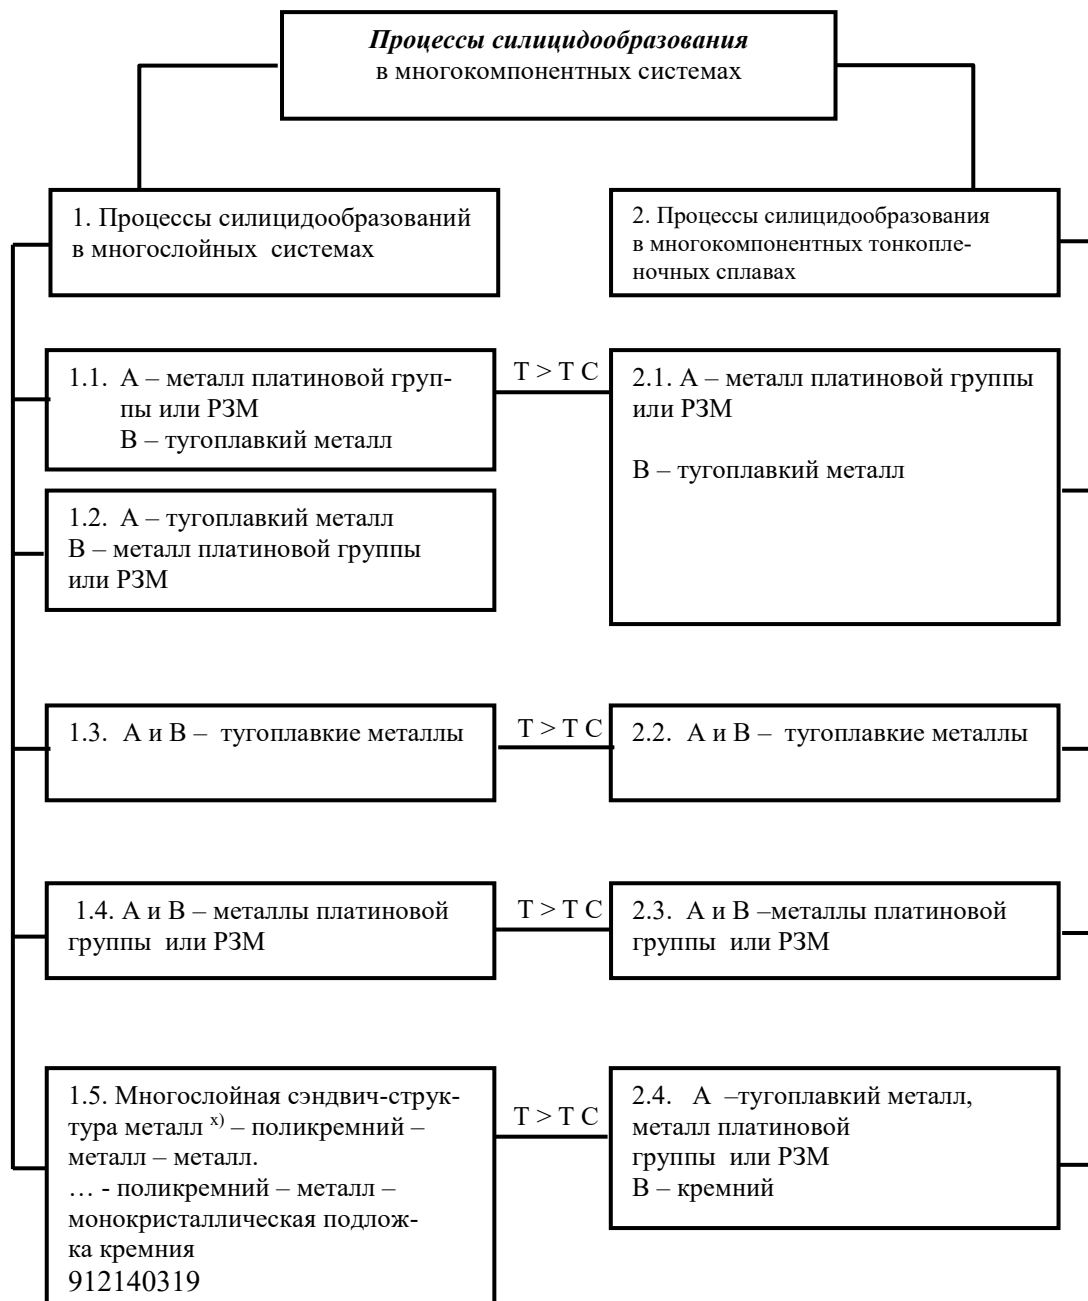 Процессы силицидообразования
в многокомпонентных системах
1. Процессы силицидообразований
в многослойных системах
2. Процессы силицидообразования
в многокомпонентных тонкопле-
ночных сплавах
1.1. А – металл платиновой груп-
пы или РЗМ
В – тугоплавкий металл
Т > Т С
2.1. А – металл платиновой группы
или РЗМ
В – тугоплавкий металл
1.2. А – тугоплавкий металл
В – металл платиновой группы
или РЗМ
1.3. А и В – тугоплавкие металлы
Т > Т С
2.2. А и В – тугоплавкие металлы
1.4. А и В – металлы платиновой
группы или РЗМ
Т > Т С
2.3. А и В –металлы платиновой
группы или РЗМ
1.5. Многослойная сэндвич-струк-
тура металл х) – поликремний –
металл – металл.
… - поликремний – металл –
монокристаллическая подлож-
ка кремния
912140319
Т > Т С
2.4. А –тугоплавкий металл,
металл платиновой
группы или РЗМ
В – кремний